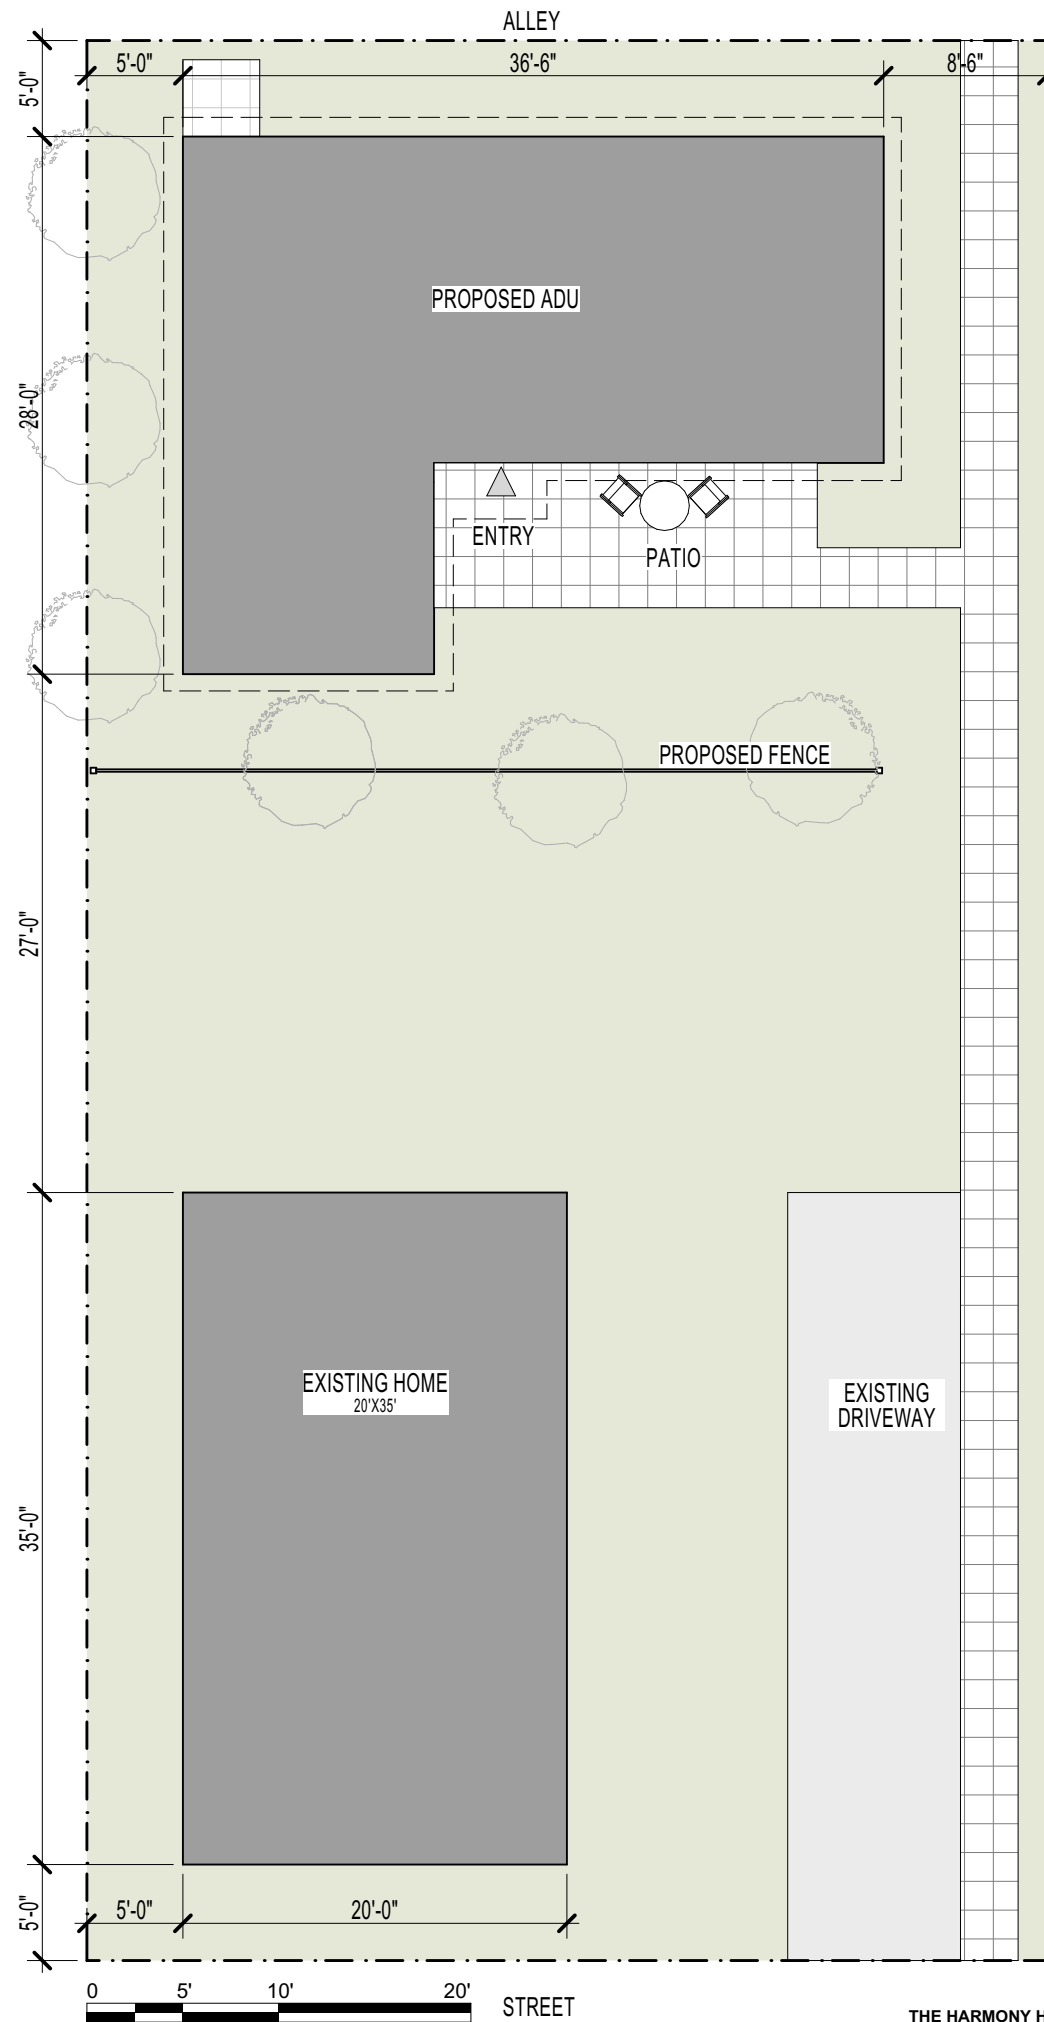 ALLEY
5'-0"
36'-6"
8'-6"
5'-0"
PROPOSED ADU
28'-0"
ENTRY
PATIO
PROPOSED FENCE
27'-0"
EXISTING HOME
20'X35'
EXISTING
DRIVEWAY
35'-0"
5'-0"
5'-0"
20'-0"
0 5' 10' 20'
STREET
THE HARMONY H